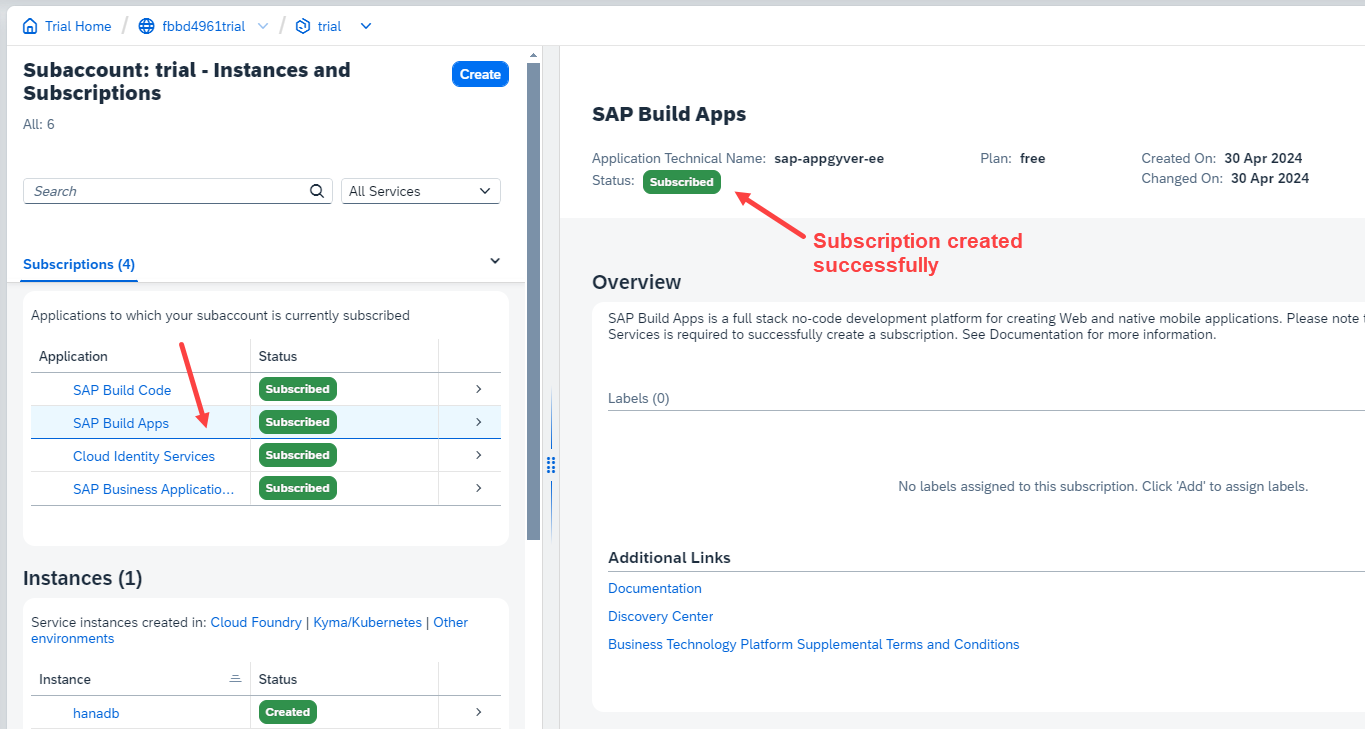 Trial Home / fbbd4961trial / trial
Subaccount: trial - Instances and
Subscriptions
Create
All: 6
Search
All Services
Subscriptions (4)
Applications to which your subaccount is currently subscribed
Application Status
SAP Build Code Subscribed
SAP Build Apps Subscribed
Cloud Identity Services Subscribed
SAP Business Applicatio... Subscribed
Instances (1)
Service instances created in: Cloud Foundry | Kyma/Kubernetes | Other
environments
Instance Status
hanadb Created
SAP Build Apps
Application Technical Name: sap-appgyver-ee Plan: free Created On: 30 Apr 2024
Status: Subscribed Changed On: 30 Apr 2024
Subscription created
successfully
Overview
SAP Build Apps is a full stack no-code development platform for creating Web and native mobile applications. Please note
Services is required to successfully create a subscription. See Documentation for more information.
Labels (0)
No labels assigned to this subscription. Click 'Add' to assign labels.
Additional Links
Documentation
Discovery Center
Business Technology Platform Supplemental Terms and Conditions